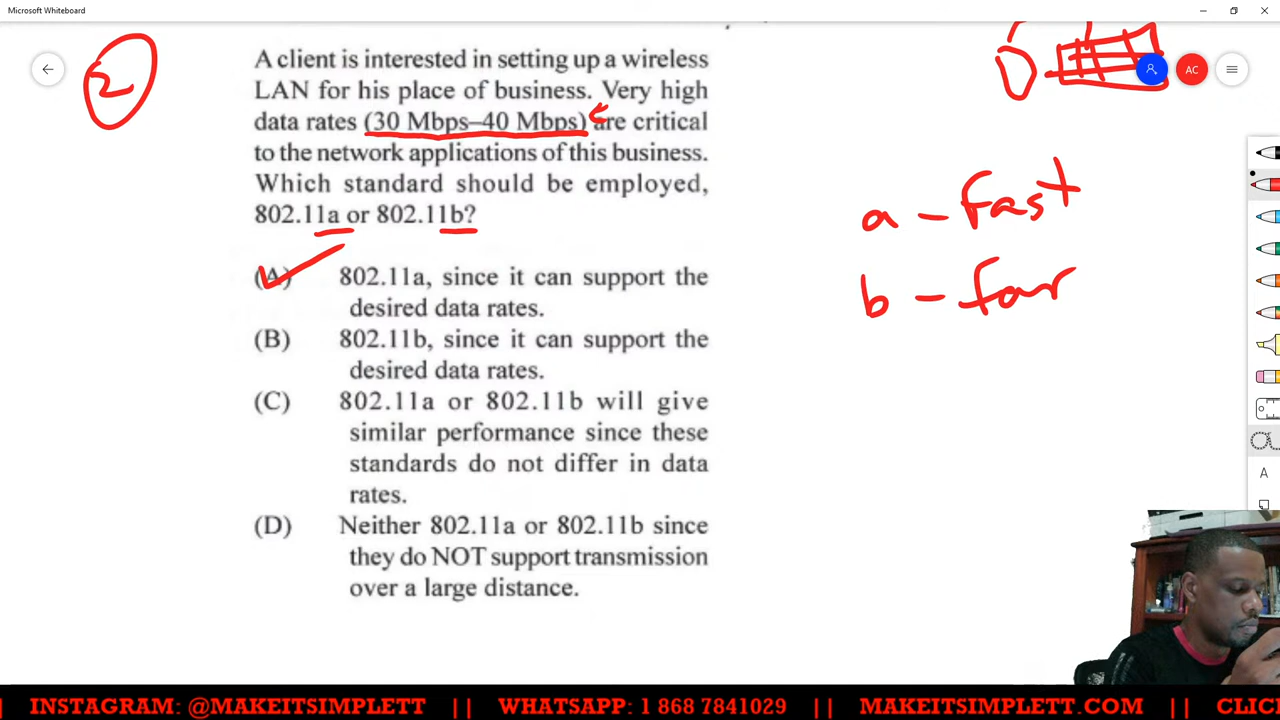 Microsoft Whiteboard
2
A client is interested in setting up a wireless
LAN for his place of business. Very high
data rates (30 Mbps–40 Mbps) are critical
to the network applications of this business.
Which standard should be employed,
802.11a or 802.11b?
(A) 802.11a, since it can support the
desired data rates.
(B) 802.11b, since it can support the
desired data rates.
(C) 802.11a or 802.11b will give
similar performance since these
standards do not differ in data
rates.
(D) Neither 802.11a or 802.11b since
they do NOT support transmission
over a large distance.
AC
a - fast
b - far
A
INSTAGRAM: @MAKEITSIMPLETT || WHATSAPP: 1 868 7841029 || MAKEITSIMPLETT.COM || CLIC